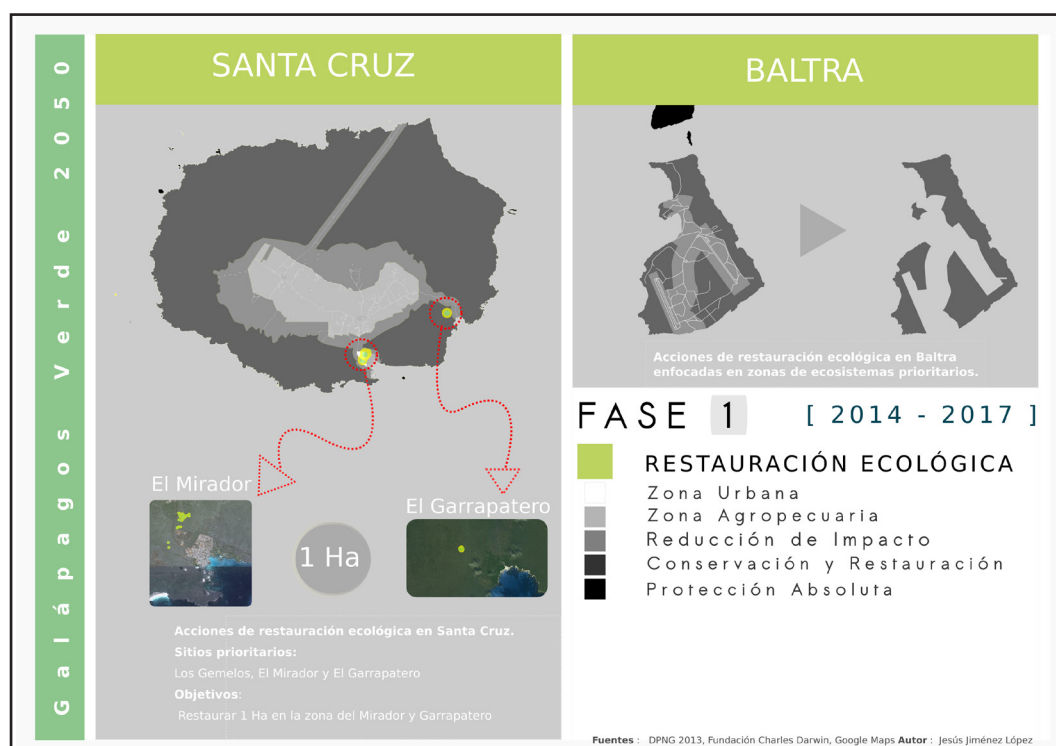 Galápagos Verde 2050
SANTA CRUZ
El Mirador
El Garrapatero
1 Ha
Acciones de restauración ecológica en Santa Cruz.
Sitios prioritarios:
Los Gemelos, El Mirador y El Garrapatero
Objetivos:
Restaurar 1 Ha en la zona del Mirador y Garrapatero
BALTRA
Acciones de restauración ecológica en Baltra
enfocadas en zonas de ecosistemas prioritarios.
FASE 1 [ 2014 - 2017 ]
RESTAURACIÓN ECOLÓGICA
Zona Urbana
Zona Agropecuaria
Reducción de Impacto
Conservación y Restauración
Protección Absoluta
Fuentes : DPNG 2013, Fundación Charles Darwin, Google Maps Autor : Jesús Jiménez López